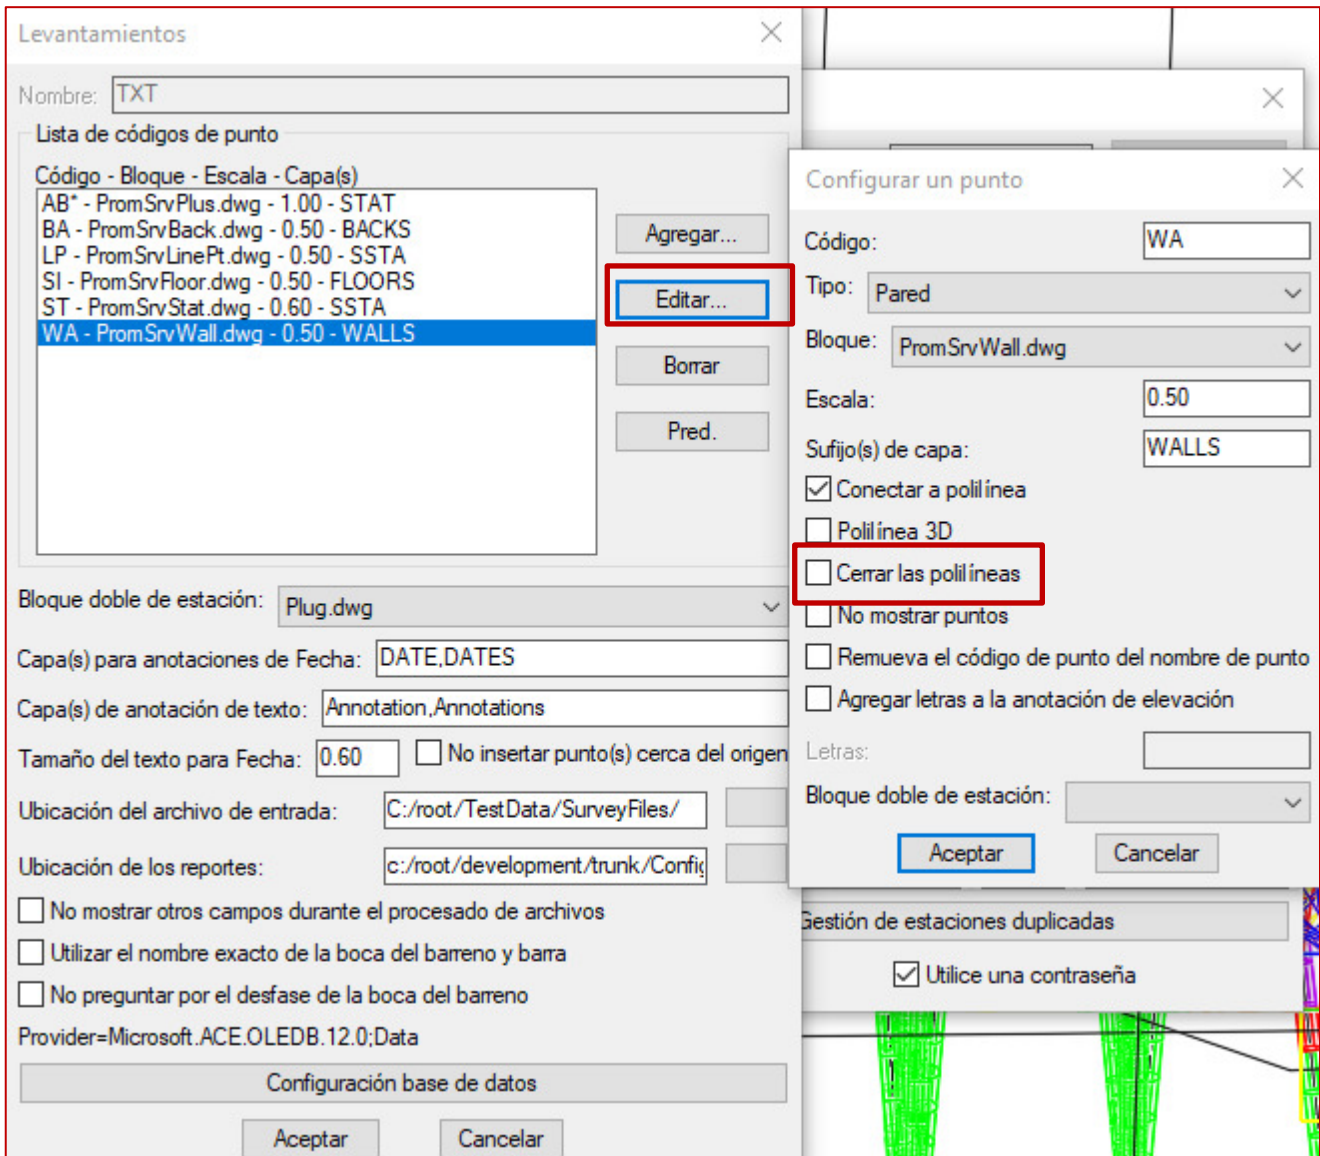 Levantamientos
Nombre: TXT
Lista de códigos de punto
Código - Bloque - Escala - Capa(s)
AB* - PromSrvPlus.dwg - 1.00 - STAT
BA - PromSrvBack.dwg - 0.50 - BACKS
LP - PromSrvLinePt.dwg - 0.50 - SSTA
SI - PromSrvFloor.dwg - 0.50 - FLOORS
ST - PromSrvStat.dwg - 0.60 - SSTA
WA - PromSrvWall.dwg - 0.50 - WALLS
Agregar...
Editar...
Borrar
Pred.
Bloque doble de estación: Plug.dwg
Capa(s) para anotaciones de Fecha: DATE,DATES
Capa(s) de anotación de texto: Annotation,Annotations
Tamaño del texto para Fecha: 0.60 No insertar punto(s) cerca del origen
Ubicación del archivo de entrada: C:/root/TestData/SurveyFiles/
Ubicación de los reportes: c:/root/development/trunk/Config
No mostrar otros campos durante el procesado de archivos
Utilizar el nombre exacto de la boca del barreno y barra
No preguntar por el desfase de la boca del barreno
Provider=Microsoft.ACE.OLEDB.12.0;Data
Configuración base de datos
Aceptar Cancelar
Configurar un punto
Código: WA
Tipo: Pared
Bloque: PromSrvWall.dwg
Escala: 0.50
Sufijo(s) de capa: WALLS
Conectar a polilínea
Polilínea 3D
Cerrar las polilíneas
No mostrar puntos
Remueva el código de punto del nombre de punto
Agregar letras a la anotación de elevación
Letras:
Bloque doble de estación:
Aceptar Cancelar
Gestión de estaciones duplicadas
Utilice una contraseña